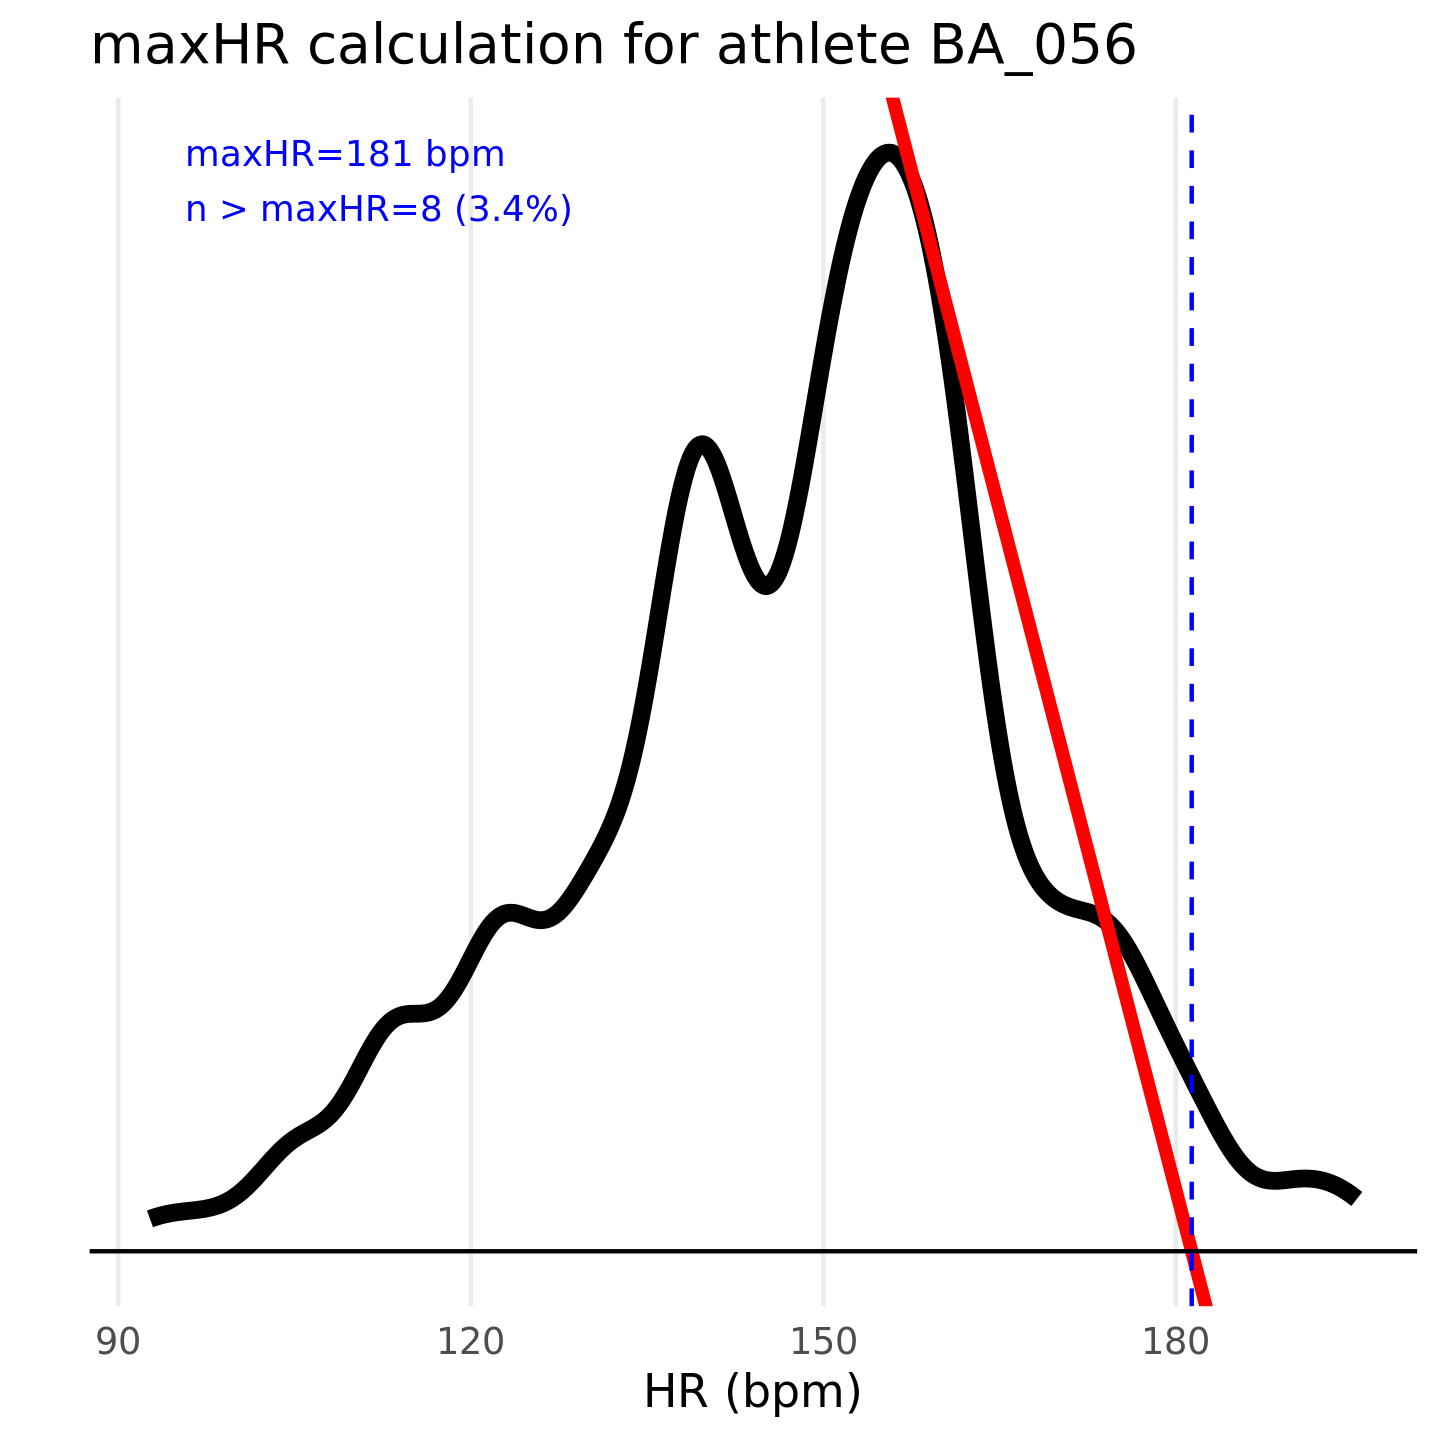 maxHR calculation for athlete BA_056
maxHR=181 bpm
n > maxHR=8 (3.4%)
90 120 150 180
HR (bpm)